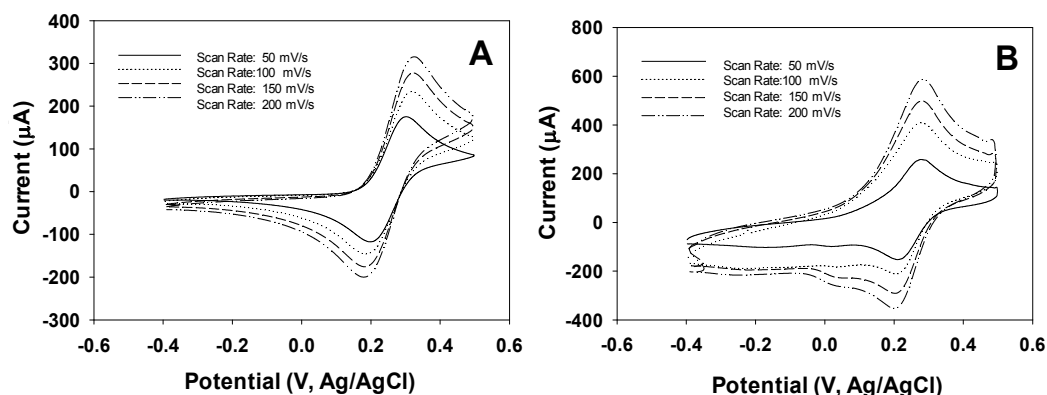 A
Scan Rate: 50 mV/s
Scan Rate:100 mV/s
Scan Rate: 150 mV/s
Scan Rate: 200 mV/s
400
300
200
100
0
-100
-200
-300
Current (µA)
-0.6 -0.4 -0.2 0.0 0.2 0.4 0.6
Potential (V, Ag/AgCl)
B
Scan Rate: 50 mV/s
Scan Rate:100 mV/s
Scan Rate: 150 mV/s
Scan Rate: 200 mV/s
800
600
400
200
0
-200
-400
Current (µA)
-0.6 -0.4 -0.2 0.0 0.2 0.4 0.6
Potential (V, Ag/AgCl)